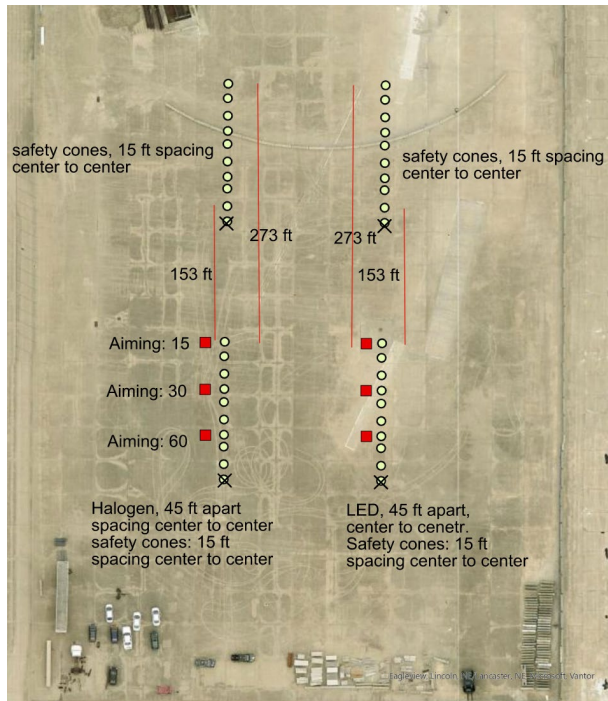 safety cones, 15 ft spacing
center to center
safety cones, 15 ft spacing
center to center
273 ft
273 ft
153 ft
153 ft
Aiming: 15
Aiming: 30
Aiming: 60
Halogen, 45 ft apart
spacing center to center
safety cones: 15 ft
spacing center to center
LED, 45 ft apart,
center to cenetr.
Safety cones: 15 ft
spacing center to center